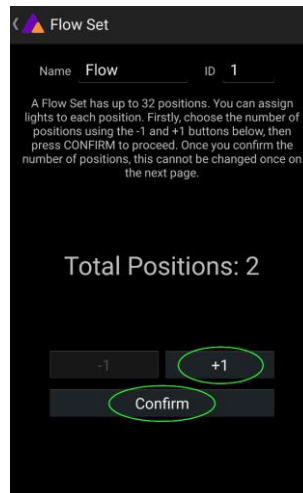 Flow Set
Name Flow ID 1
A Flow Set has up to 32 positions. You can assign
lights to each position. Firstly, choose the number of
positions using the -1 and +1 buttons below, then
press CONFIRM to proceed. Once you confirm the
number of positions, this cannot be changed once on
the next page.
Total Positions: 2
-1 +1
Confirm